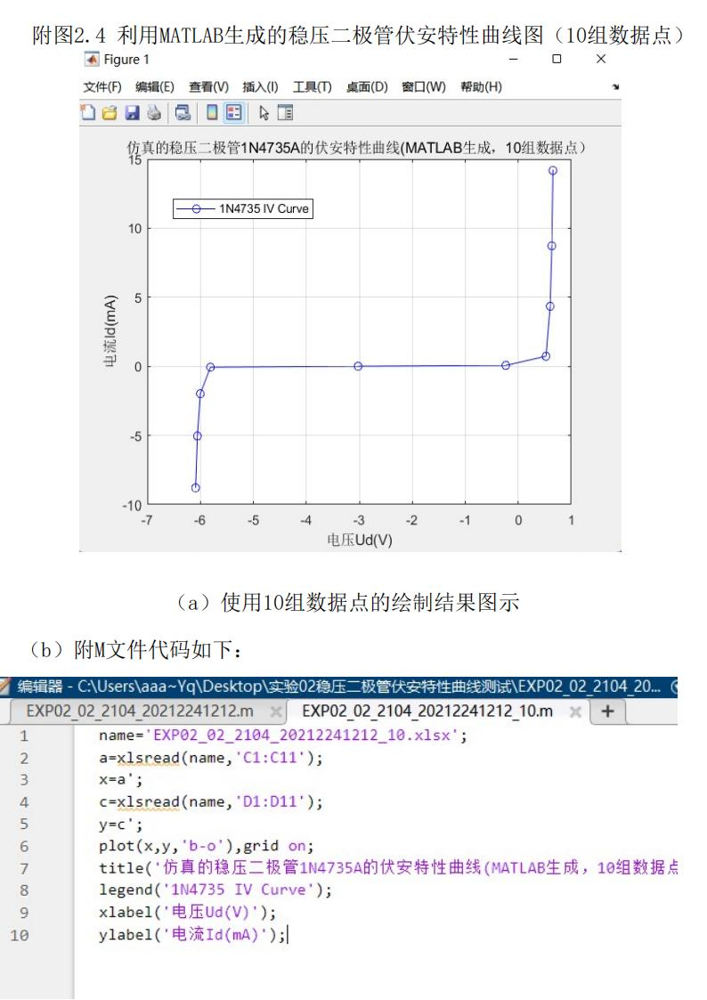 附图2.4 利用MATLAB生成的稳压二极管伏安特性曲线图（10组数据点）
Figure 1
文件(F) 编辑(E) 查看(V) 插入(I) 工具(T) 桌面(D) 窗口(W) 帮助(H)
仿真的稳压二极管1N4735A的伏安特性曲线(MATLAB生成，10组数据点）
15
1N4735 IV Curve
10
5
0
-5
-10
电流Id(mA)
-7 -6 -5 -4 -3 -2 -1 0 1
电压Ud(V)
（a）使用10组数据点的绘制结果图示
（b）附M文件代码如下：
编辑器 - C:\Users\aaa~Yq\Desktop\实验02稳压二极管伏安特性曲线测试\EXP02_02_2104_20...
EXP02_02_2104_20212241212.m × EXP02_02_2104_20212241212_10.m × +
1 name='EXP02_02_2104_20212241212_10.xlsx';
2 a=xlsread(name,'C1:C11');
3 x=a';
4 c=xlsread(name,'D1:D11');
5 y=c';
6 plot(x,y,'b-o'),grid on;
7 title('仿真的稳压二极管1N4735A的伏安特性曲线(MATLAB生成，10组数据点
8 legend('1N4735 IV Curve');
9 xlabel('电压Ud(V)');
10 ylabel('电流Id(mA)');